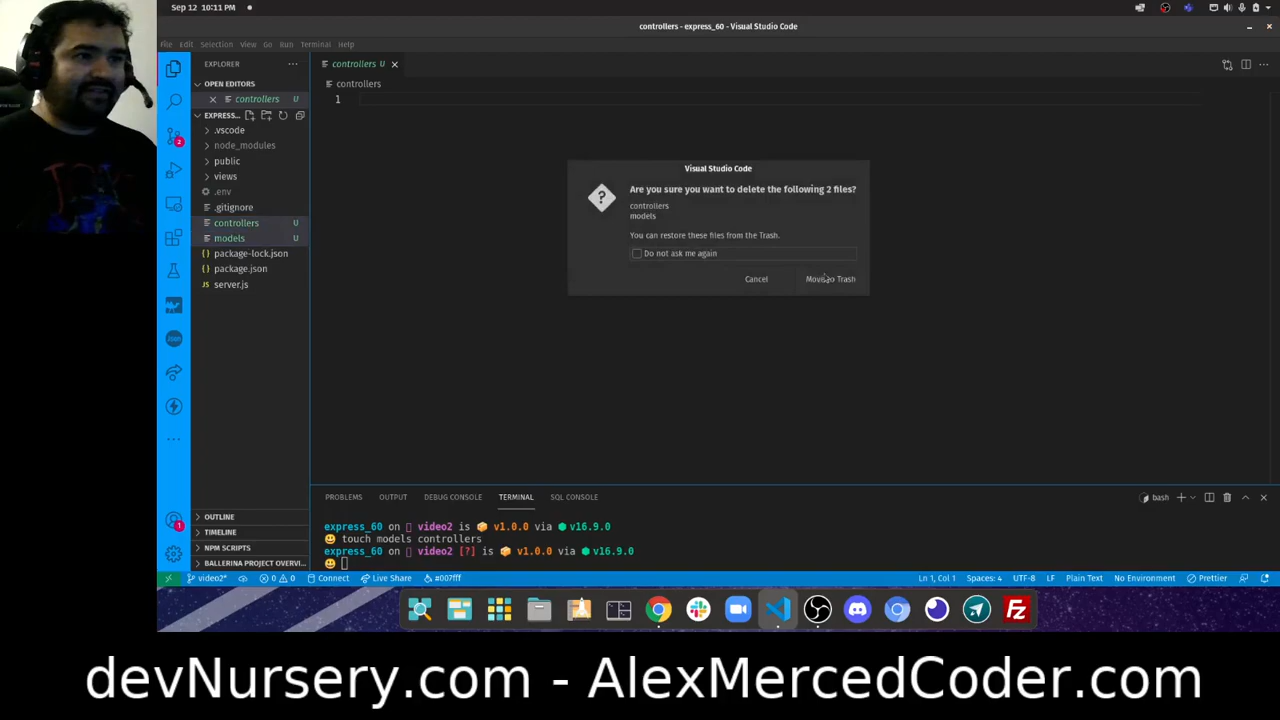 Sep 12 10:11 PM
controllers - express_60 - Visual Studio Code
File Edit Selection View Go Run Terminal Help
EXPLORER
controllers U
OPEN EDITORS
controllers
controllers U
1
EXPRESS...
.vscode
node_modules
public
views
.env
.gitignore
controllers U
models U
package-lock.json
package.json
server.js
Visual Studio Code
Are you sure you want to delete the following 2 files?
controllers
models
You can restore these files from the Trash.
Do not ask me again
Cancel
Move to Trash
2
OUTLINE
TIMELINE
NPM SCRIPTS
BALLERINA PROJECT OVERVI...
1
PROBLEMS OUTPUT DEBUG CONSOLE TERMINAL SQL CONSOLE
bash
express_60 on video2 is v1.0.0 via v16.9.0
touch models controllers
express_60 on video2 [?] is v1.0.0 via v16.9.0
video2* 0 0 Connect Live Share #007fff
Ln 1, Col 1 Spaces: 4 UTF-8 LF Plain Text No Environment Prettier
devNursery.com - AlexMercedCoder.com